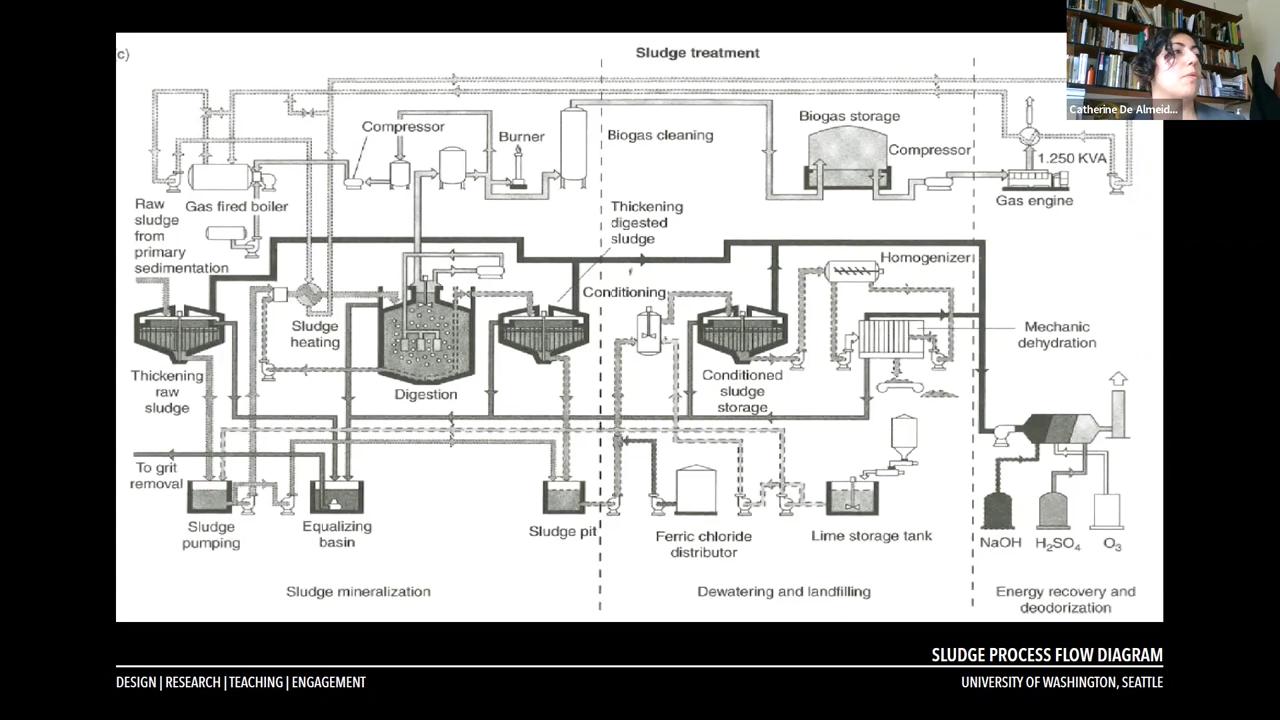 c)
Sludge treatment
Catherine De Almeid...
Compressor
Burner
Biogas cleaning
Biogas storage
Compressor
1.250 KVA
Gas engine
Raw
sludge
from
primary
sedimentation
Gas fired boiler
Thickening
digested
sludge
Homogenizer
Conditioning
Sludge
heating
Mechanic
dehydration
Thickening
raw
sludge
Digestion
Conditioned
sludge
storage
To grit
removal
Sludge
pumping
Equalizing
basin
Sludge pit
Ferric chloride
distributor
Lime storage tank
NaOH
H₂SO₄
O₃
Sludge mineralization
Dewatering and landfilling
Energy recovery and
deodorization
SLUDGE PROCESS FLOW DIAGRAM
DESIGN | RESEARCH | TEACHING | ENGAGEMENT
UNIVERSITY OF WASHINGTON, SEATTLE